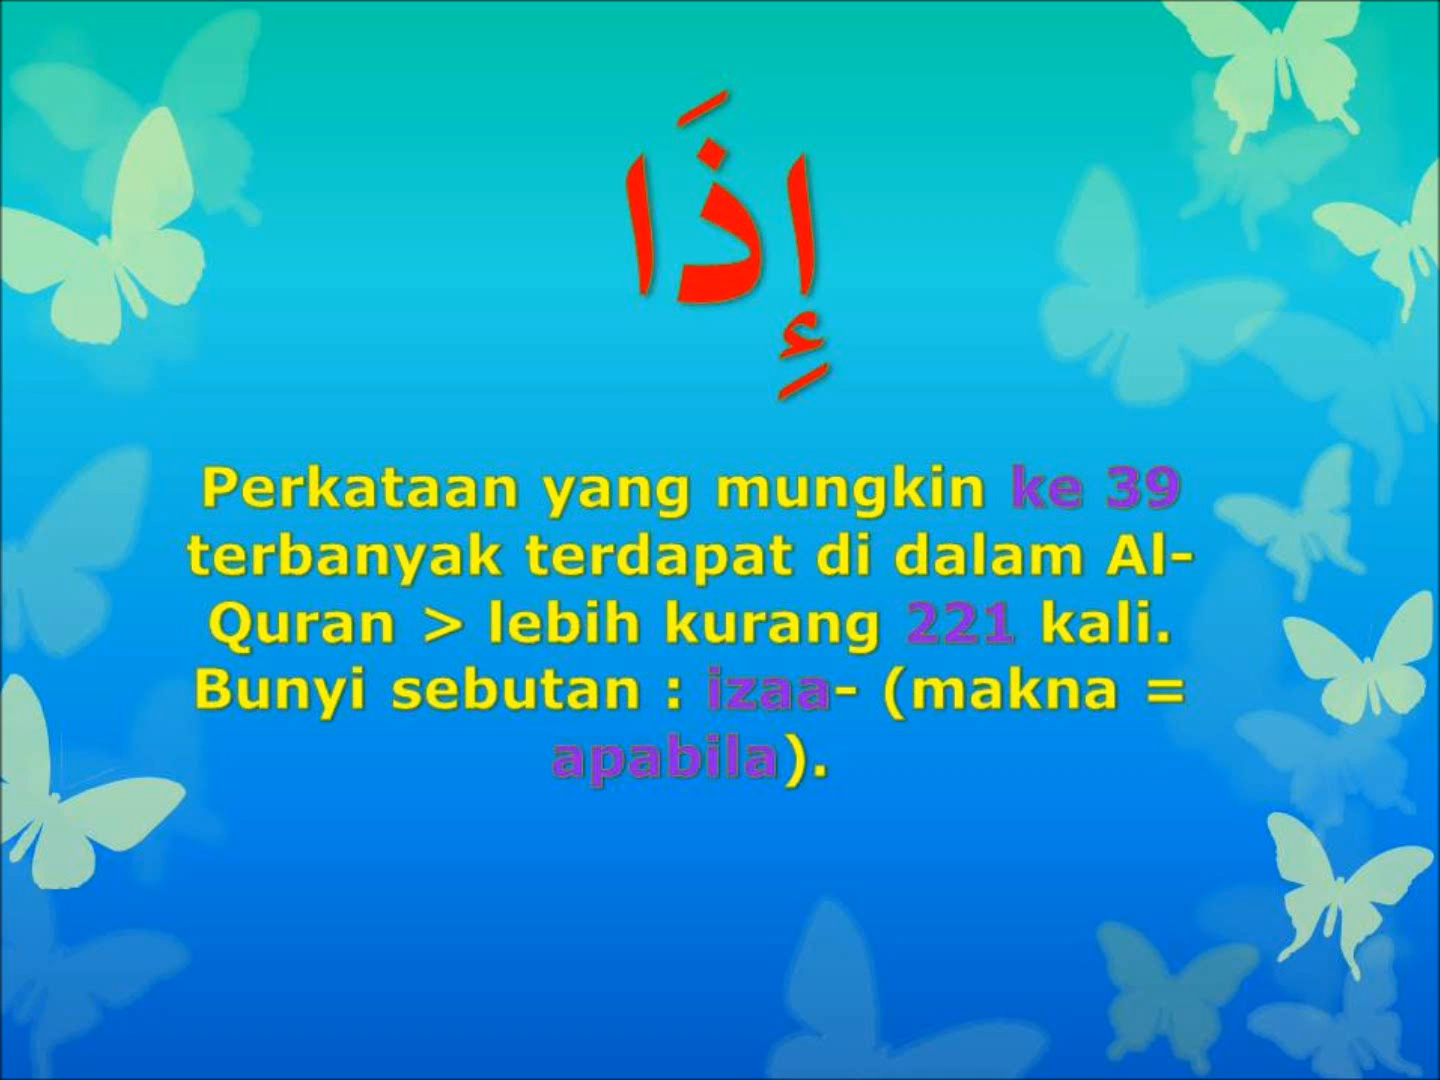 إِذَا
Perkataan yang mungkin ke 39
terbanyak terdapat di dalam Al-
Quran > lebih kurang 221 kali.
Bunyi sebutan : izaa- (makna =
apabila).